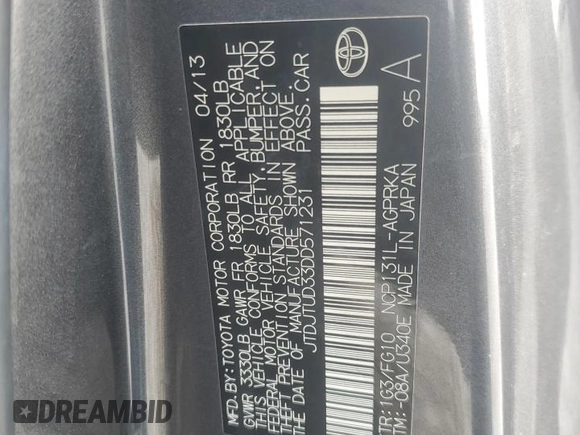 MFD.BY:TOYOTA MOTOR CORPORATION 04/13
GVWR 3330LB GAWR FR 1830LB RR 1830LB
THIS VEHICLE CONFORMS TO ALL APPLICABLE
FEDERAL MOTOR VEHICLE SAFETY, BUMPER, AND
THEFT PREVENTION STANDARDS IN EFFECT ON
THE DATE OF MANUFACTURE SHOWN ABOVE.
JTDJTUD33DD571231 PASS.CAR
995 A
TR:1G3/FG10 NCP131L-AGPRKA
TM:-08A/U340E MADE IN JAPAN
DREAMBID